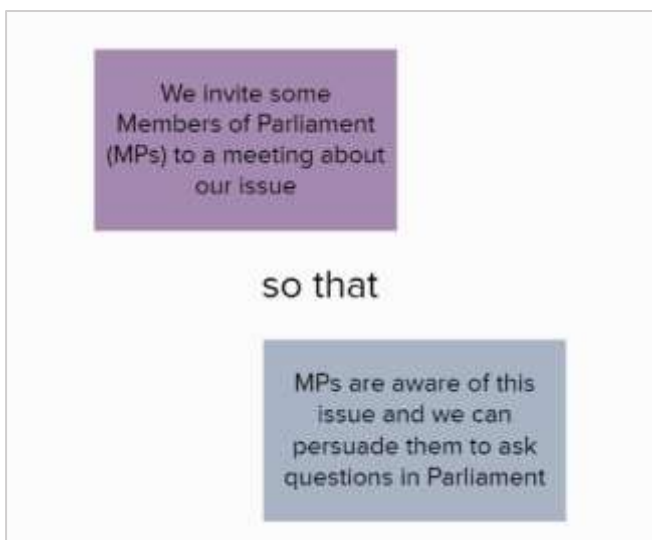 We invite some
Members of Parliament
(MPs) to a meeting about
our issue
so that
MPs are aware of this
issue and we can
persuade them to ask
questions in Parliament